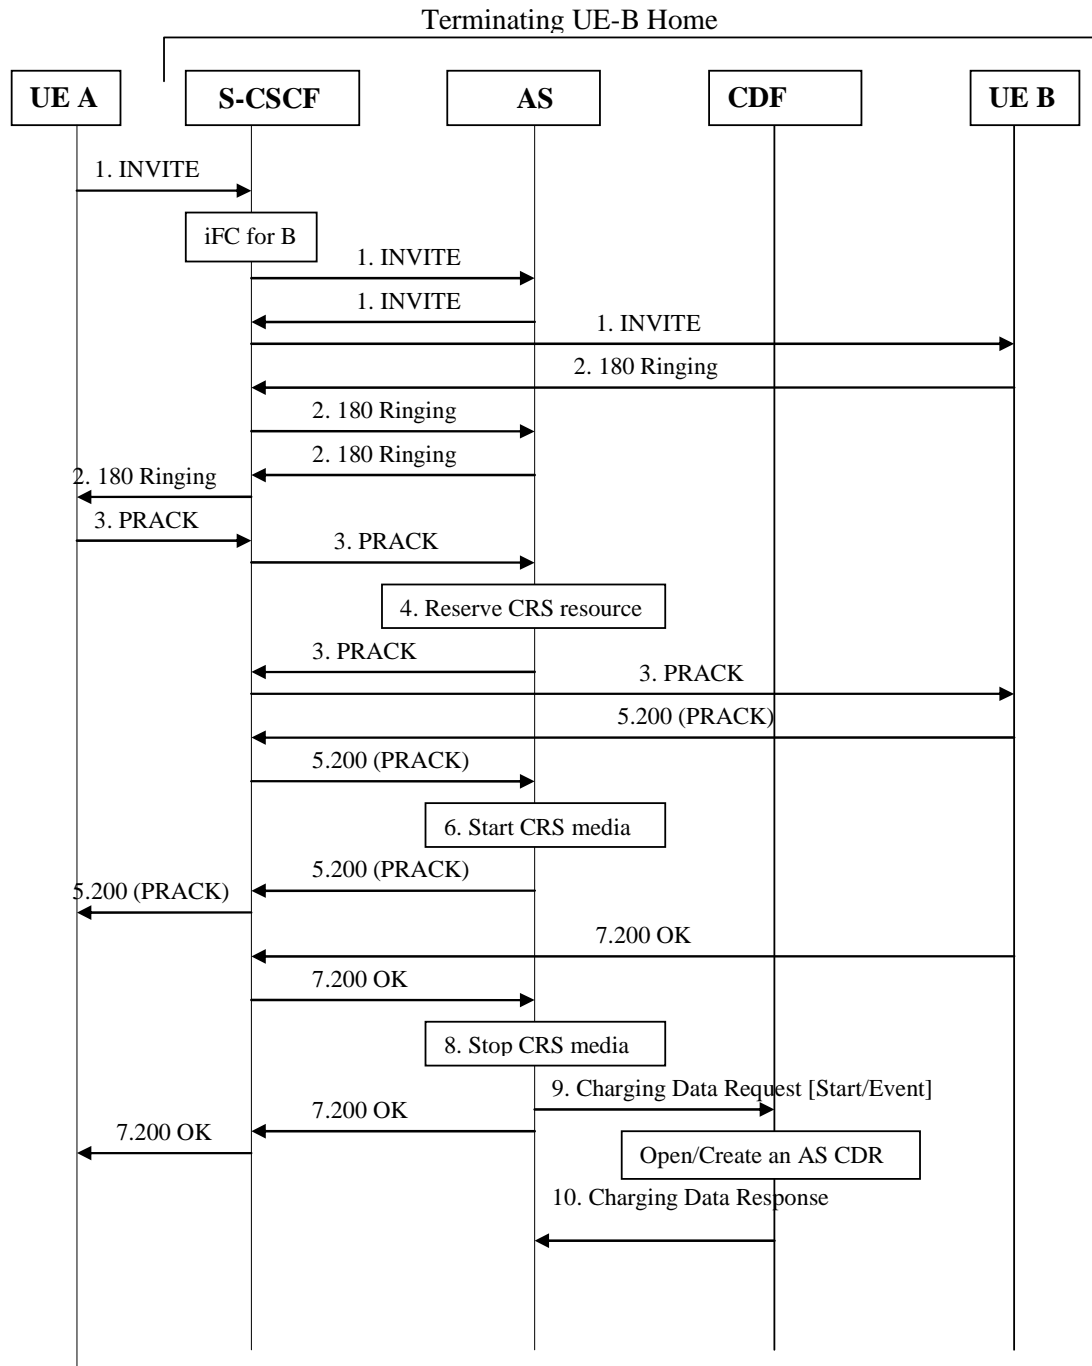 Terminating UE-B Home
UE A
S-CSCF
AS
CDF
UE B
1. INVITE
iFC for B
1. INVITE
1. INVITE
1. INVITE
2. 180 Ringing
2. 180 Ringing
2. 180 Ringing
2. 180 Ringing
3. PRACK
3. PRACK
4. Reserve CRS resource
3. PRACK
3. PRACK
5.200 (PRACK)
5.200 (PRACK)
6. Start CRS media
5.200 (PRACK)
5.200 (PRACK)
7.200 OK
7.200 OK
8. Stop CRS media
9. Charging Data Request [Start/Event]
7.200 OK
7.200 OK
Open/Create an AS CDR
10. Charging Data Response